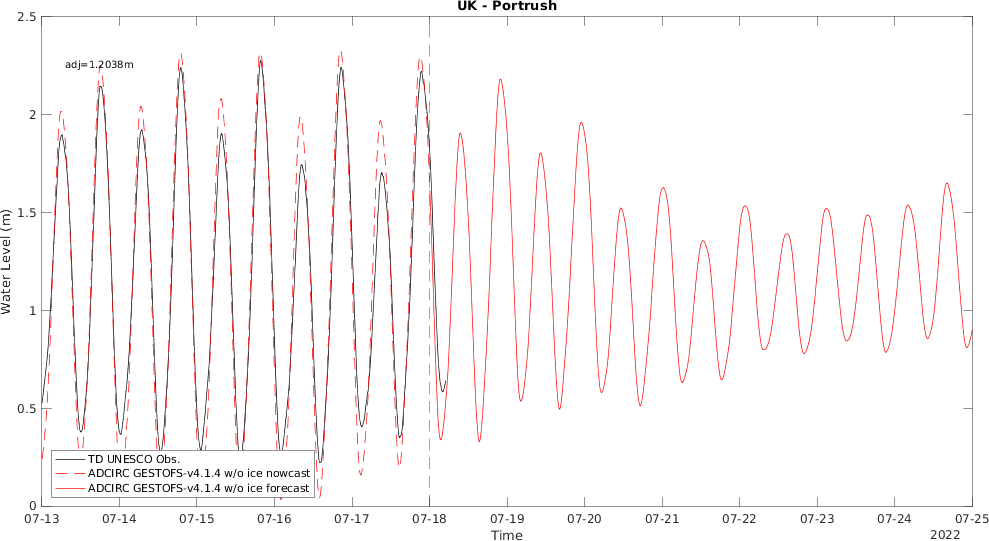 UK - Portrush
2.5
adj=1.2038m
2
1.5
Water Level (m)
1
0.5
TD UNESCO Obs.
ADCIRC GESTOFS-v4.1.4 w/o ice nowcast
ADCIRC GESTOFS-v4.1.4 w/o ice forecast
0
07-13 07-14 07-15 07-16 07-17 07-18 07-19 07-20 07-21 07-22 07-23 07-24 07-25
Time
2022